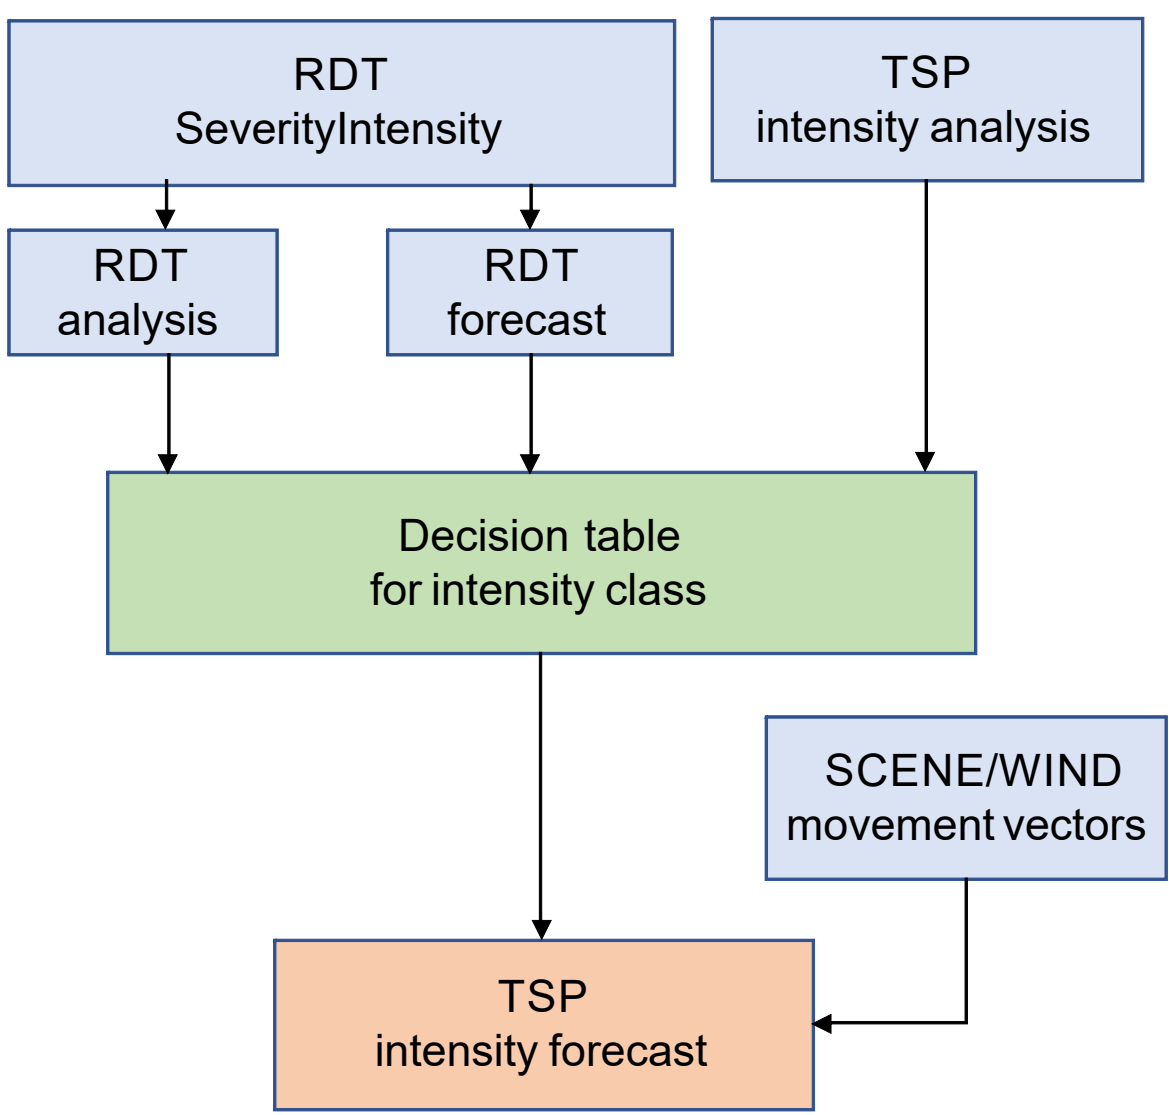 RDT
SeverityIntensity
TSP
intensity analysis
RDT
analysis
RDT
forecast
Decision table
for intensity class
SCENE/WIND
movement vectors
TSP
intensity forecast